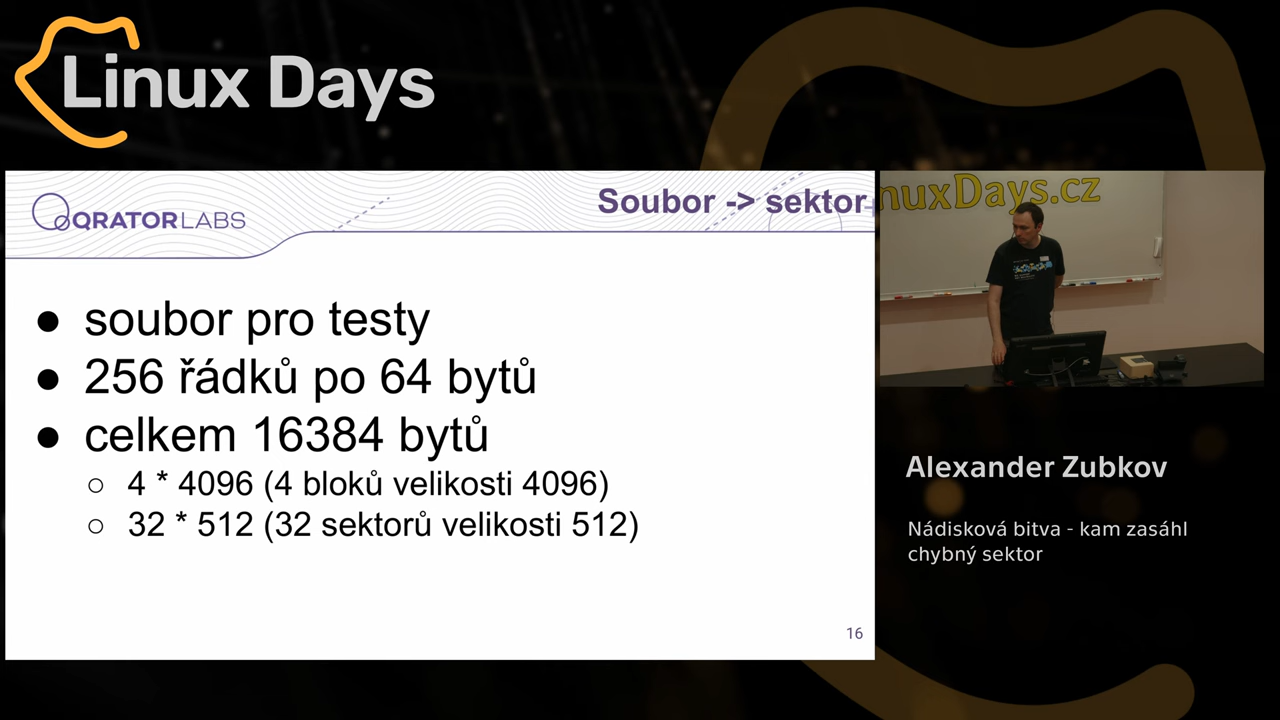 Linux Days
QRATORLABS
Soubor -> sektor
● soubor pro testy
● 256 řádků po 64 bytů
● celkem 16384 bytů
○ 4 * 4096 (4 bloků velikosti 4096)
○ 32 * 512 (32 sektorů velikosti 512)
16
nuxDays.cz
Alexander Zubkov
Nádisková bitva - kam zasáhl
chybný sektor